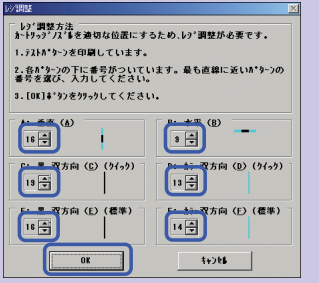 ﾚｼﾞ調整
ﾚｼﾞ調整方法
ｶｰﾄﾘｯｼﾞﾉｽﾞﾙを適切な位置にするため､ﾚｼﾞ調整が必要です｡
1.ﾃｽﾄﾊﾟﾀｰﾝを印刷しています｡
2.各ﾊﾟﾀｰﾝの下に番号がついています｡最も直線に近いﾊﾟﾀｰﾝの
番号を選び､入力してください｡
3.[OK]ﾎﾞﾀﾝをｸﾘｯｸしてください｡
A: 垂直 (A)
16
B: 水平 (B)
9
C: 黒 双方向 (C) (ｸｲｯｸ)
19
D: ｶﾗｰ 双方向 (D) (ｸｲｯｸ)
13
E: 黒 双方向 (E) (標準)
16
F: ｶﾗｰ 双方向 (F) (標準)
14
OK
ｷｬﾝｾﾙ